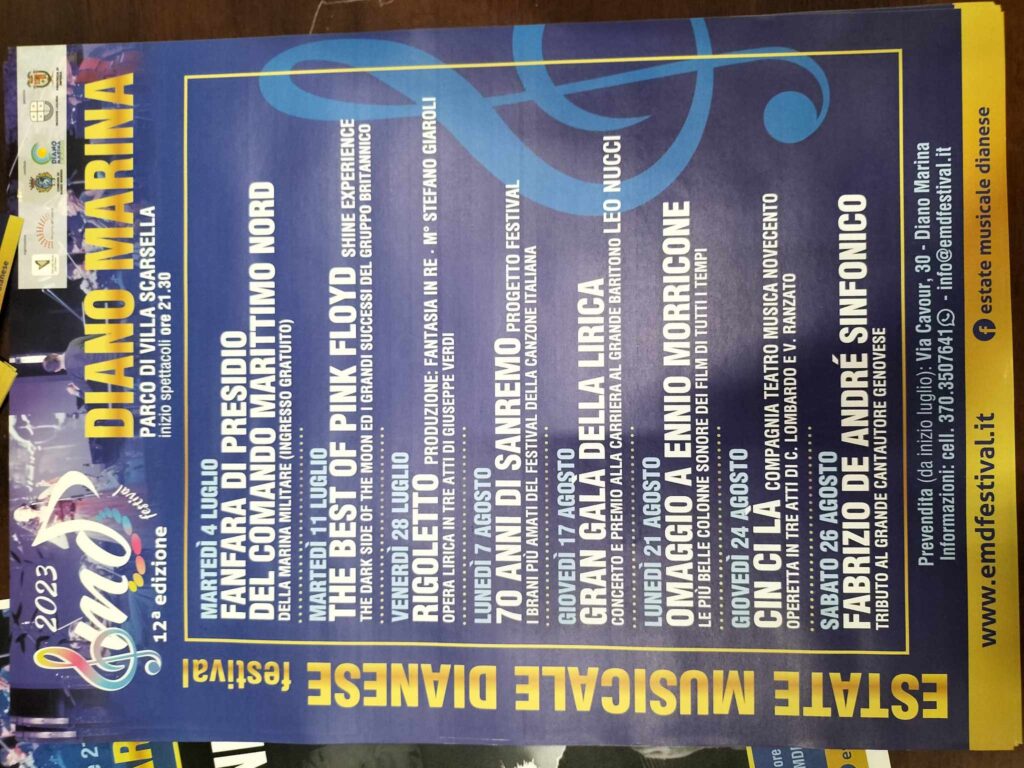 2023
emd festival
12ª edizione
DIANO MARINA
PARCO DI VILLA SCARSELLA
inizio spettacoli ore 21.30
DIANO MARINA
ESTATE MUSICALE DIANESE
festival
MARTEDÌ 4 LUGLIO
FANFARA DI PRESIDIO
DEL COMANDO MARITTIMO NORD
DELLA MARINA MILITARE (INGRESSO GRATUITO)
MARTEDÌ 11 LUGLIO
THE BEST OF PINK FLOYD SHINE EXPERIENCE
THE DARK SIDE OF THE MOON ED I GRANDI SUCCESSI DEL GRUPPO BRITANNICO
VENERDÌ 28 LUGLIO
RIGOLETTO PRODUZIONE: FANTASIA IN RE M° STEFANO GIAROLI
OPERA LIRICA IN TRE ATTI DI GIUSEPPE VERDI
LUNEDÌ 7 AGOSTO
70 ANNI DI SANREMO PROGETTO FESTIVAL
I BRANI PIÙ AMATI DEL FESTIVAL DELLA CANZONE ITALIANA
GIOVEDÌ 17 AGOSTO
GRAN GALÀ DELLA LIRICA
CONCERTO E PREMIO ALLA CARRIERA AL GRANDE BARITONO LEO NUCCI
LUNEDÌ 21 AGOSTO
OMAGGIO A ENNIO MORRICONE
LE PIÙ BELLE COLONNE SONORE DEI FILM DI TUTTI I TEMPI
GIOVEDÌ 24 AGOSTO
CIN CI LA COMPAGNIA TEATRO MUSICA NOVECENTO
OPERETTA IN TRE ATTI DI C. LOMBARDO E V. RANZATO
SABATO 26 AGOSTO
FABRIZIO DE ANDRÉ SINFONICO
TRIBUTO AL GRANDE CANTAUTORE GENOVESE
Prevendita (da inizio luglio): Via Cavour, 30 - Diano Marina
Informazioni: cell. 370.3507641 - info@emdfestival.it
www.emdfestival.it
estate musicale dianese